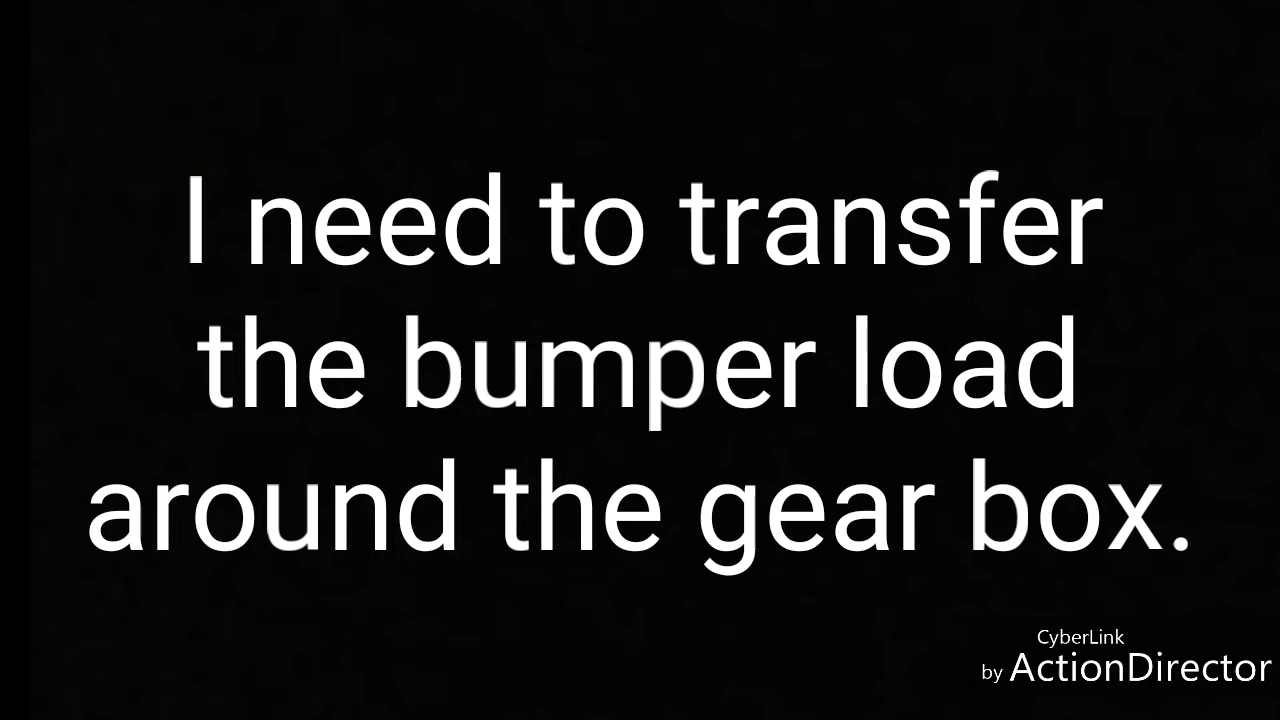 I need to transfer
the bumper load
around the gear box.
CyberLink
by ActionDirector